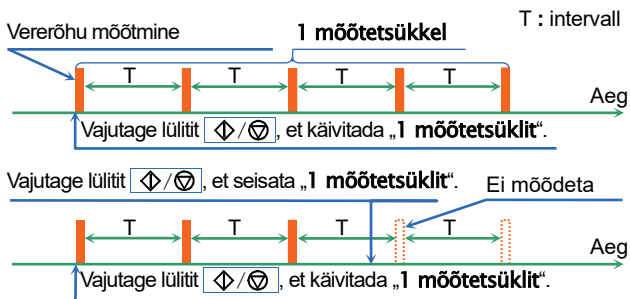 T : intervall
Vererõhu mõõtmine
1 mõõtetsükkel
T T T T
Aeg
Vajutage lülitit / , et käivitada „1 mõõtetsüklit“.
Vajutage lülitit / , et seisata „1 mõõtetsüklit“.
Ei mõõdeta
T T T T
Aeg
Vajutage lülitit / , et käivitada „1 mõõtetsüklit“.